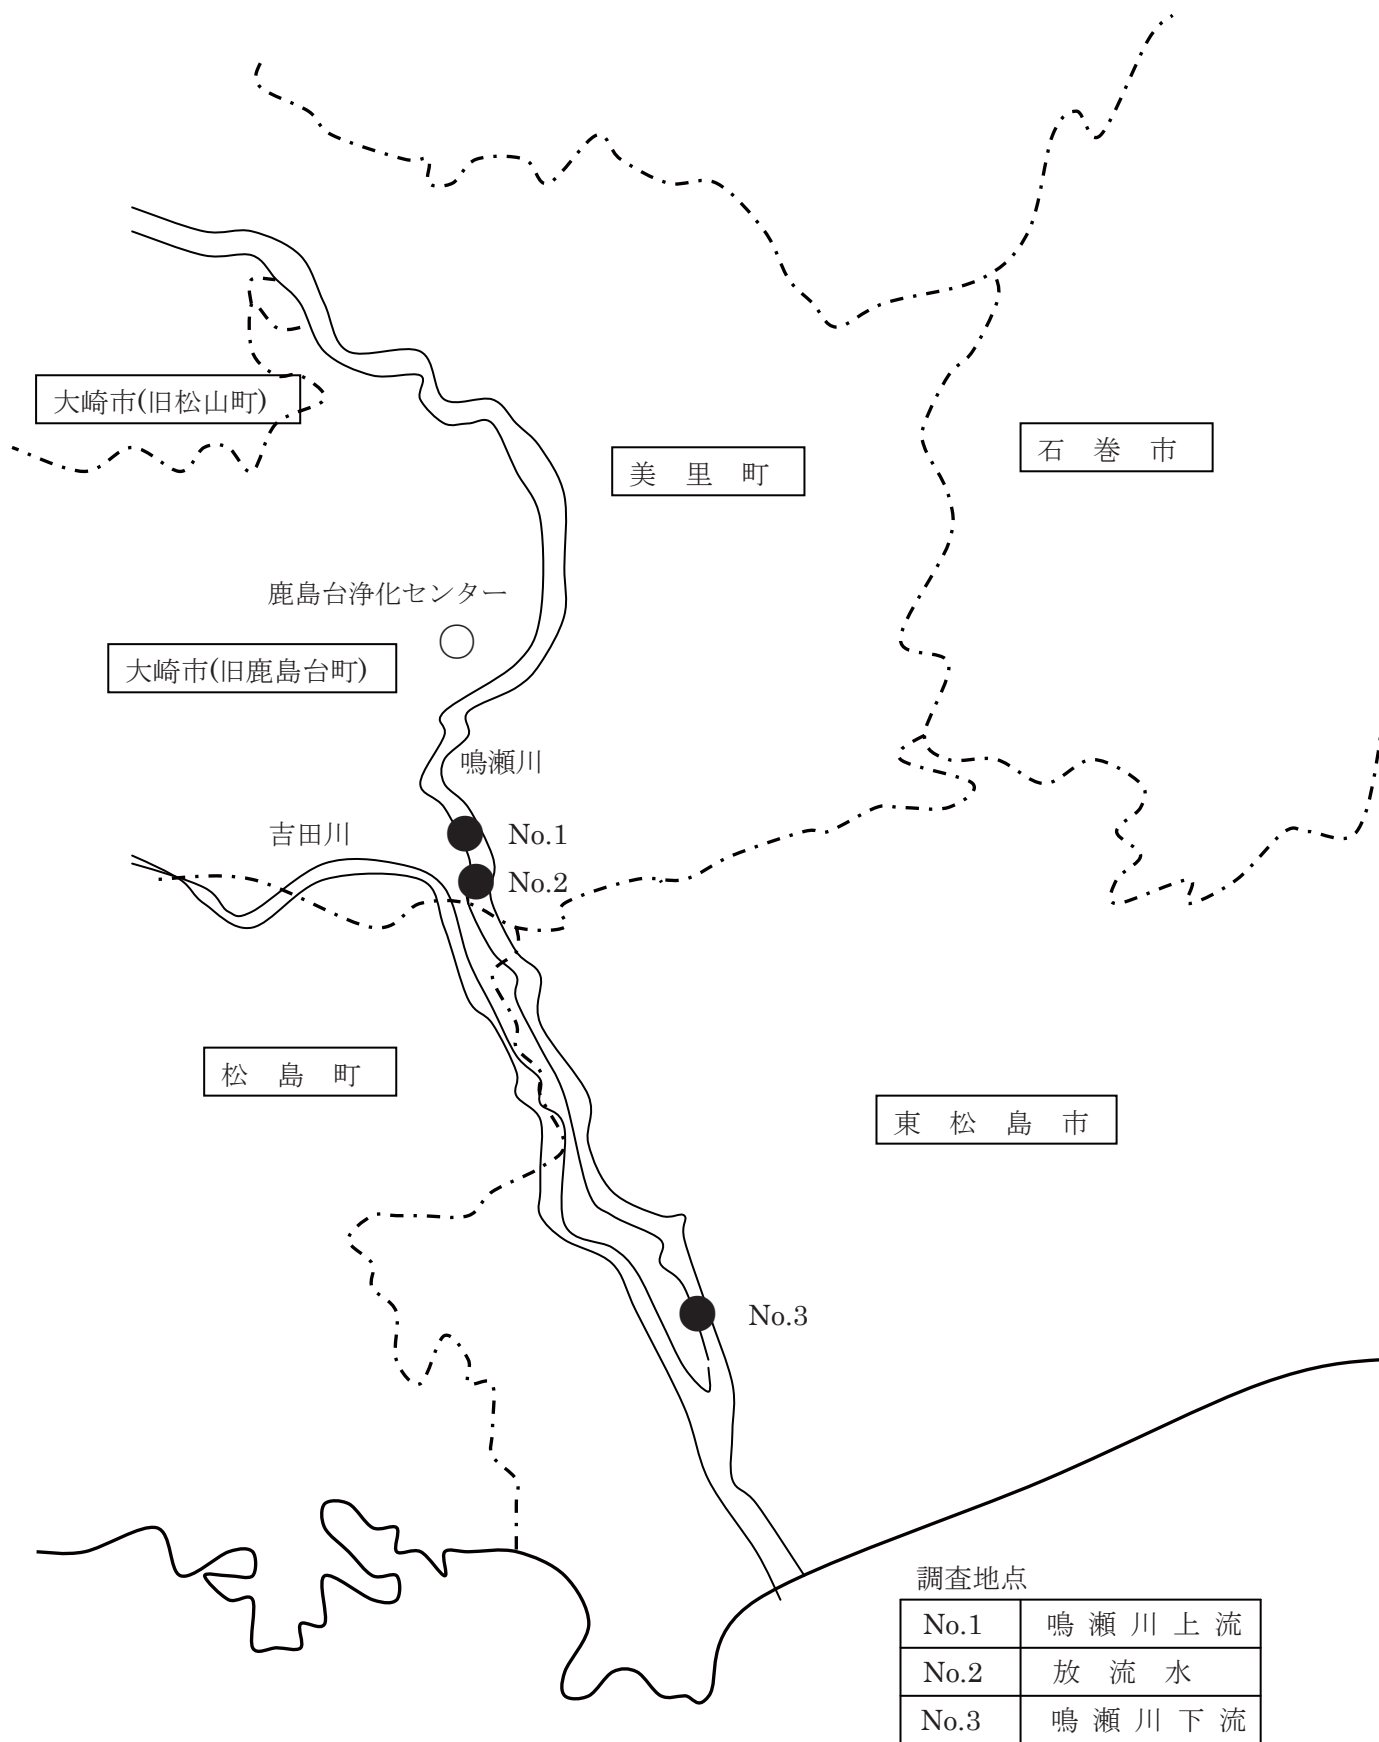 大崎市(旧松山町)
美 里 町
石 巻 市
鹿島台浄化センター
大崎市(旧鹿島台町)
鳴瀬川
吉田川
No.1
No.2
松 島 町
東 松 島 市
No.3
調査地点
No.1 鳴 瀬 川 上 流
No.2 放 流 水
No.3 鳴 瀬 川 下 流